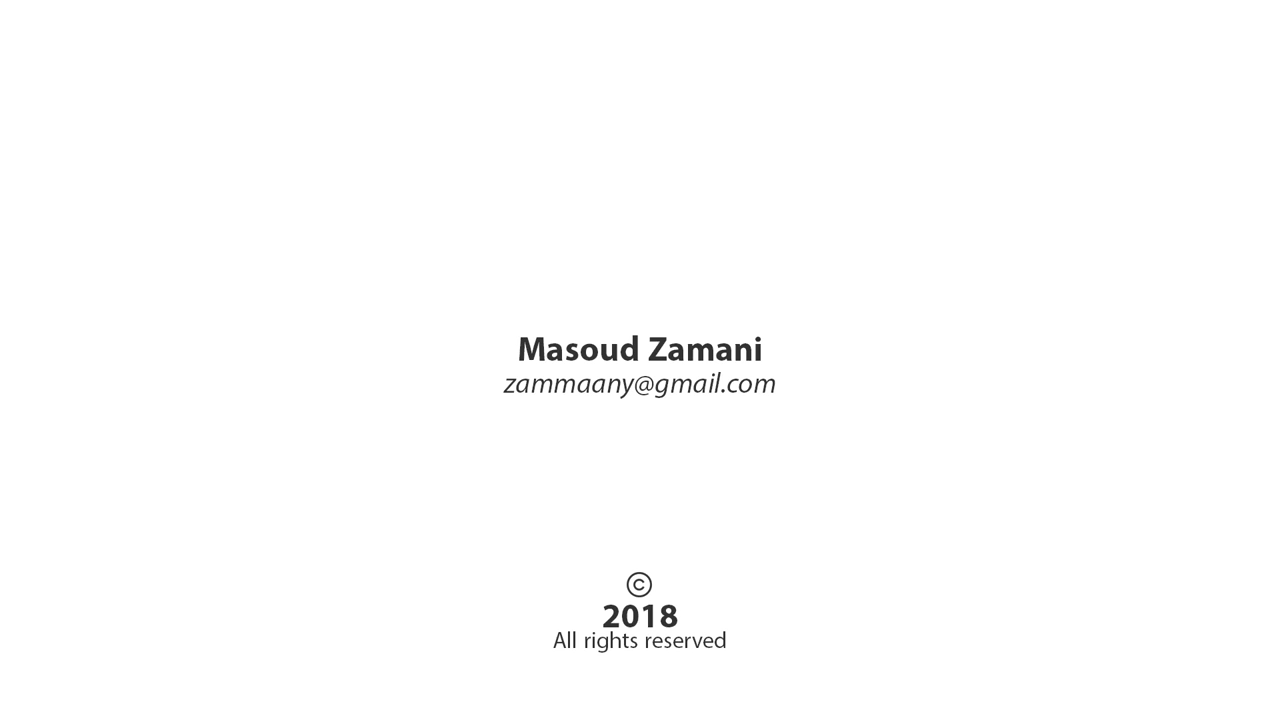 Masoud Zamani
zammaany@gmail.com
©
2018
All rights reserved